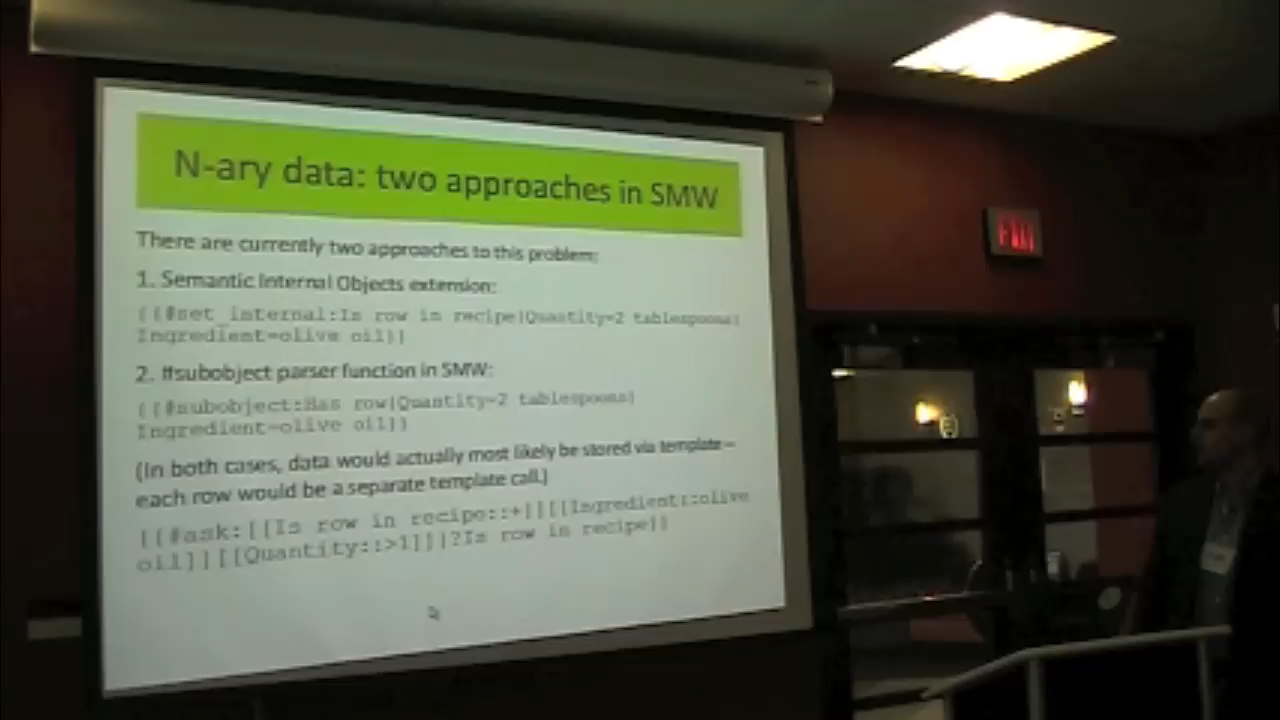 N-ary data: two approaches in SMW
There are currently two approaches to this problem:
1. Semantic Internal Objects extension:
{{#set_internal:Is row in recipe|Quantity=2 tablespoons|
Ingredient=olive oil}}
2. #subobject parser function in SMW:
{{#subobject:Has row|Quantity=2 tablespoons|
Ingredient=olive oil}}
(In both cases, data would actually most likely be stored via template –
each row would be a separate template call.)
{{#ask:[[Is row in recipe::+]][[Ingredient::olive
oil]][[Quantity::>1]]|?Is row in recipe}}
EXIT